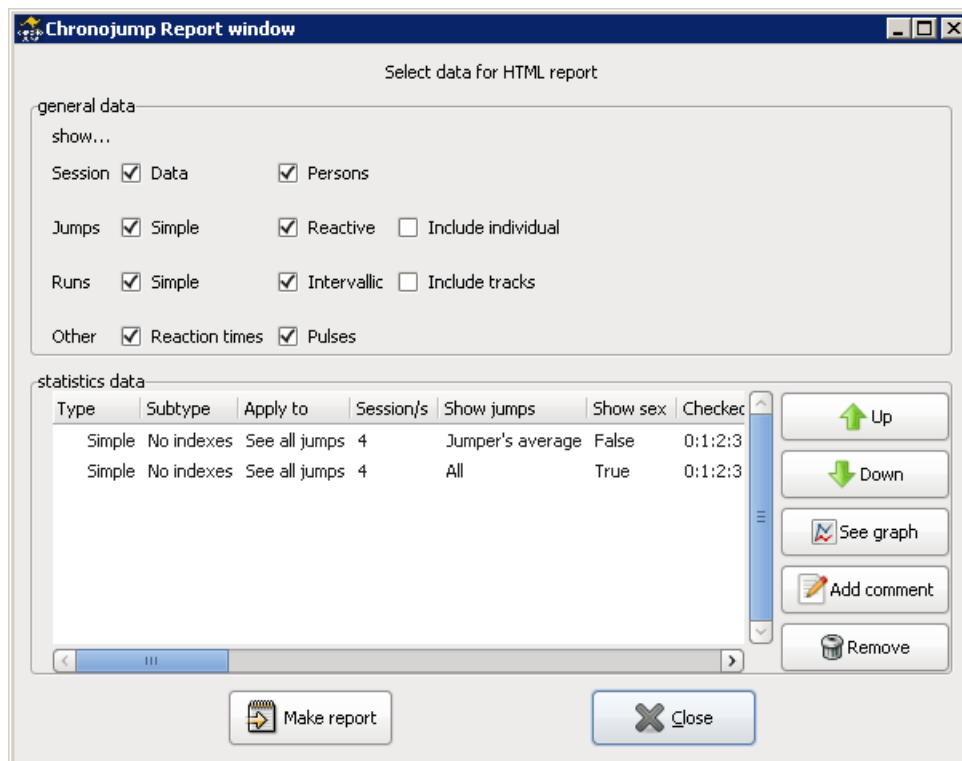 Chronojump Report window
Select data for HTML report
general data
show...
Session Data Persons
Jumps Simple Reactive Include individual
Runs Simple Intervallic Include tracks
Other Reaction times Pulses
statistics data
Type Subtype Apply to Session/s Show jumps Show sex Checked
Simple No indexes See all jumps 4 Jumper's average False 0:1:2:3
Simple No indexes See all jumps 4 All True 0:1:2:3
Up
Down
See graph
Add comment
Remove
Make report Close